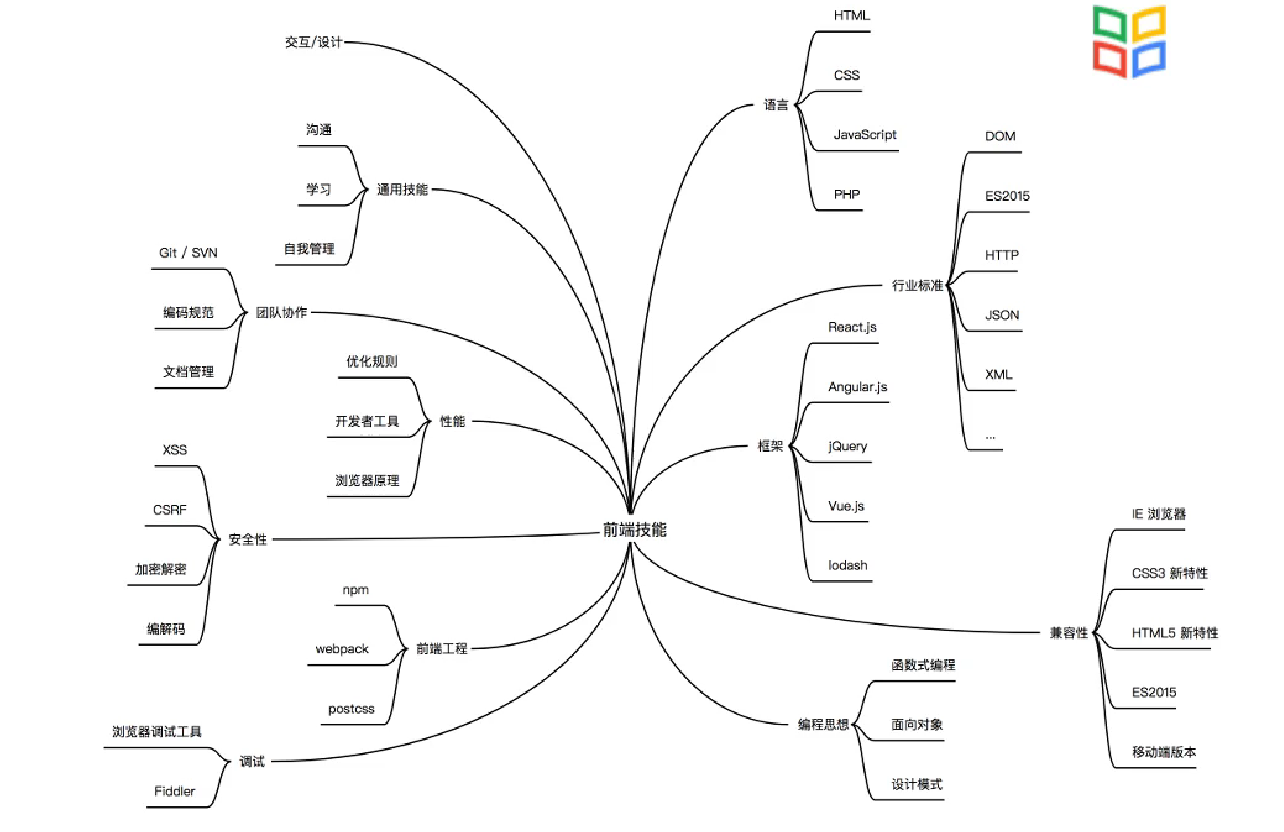 交互/设计
沟通
学习
自我管理
通用技能
Git / SVN
编码规范
文档管理
团队协作
优化规则
开发者工具
浏览器原理
性能
XSS
CSRF
加密解密
编解码
安全性
npm
webpack
postcss
前端工程
浏览器调试工具
Fiddler
调试
前端技能
HTML
CSS
JavaScript
PHP
语言
DOM
ES2015
HTTP
JSON
XML
...
行业标准
React.js
Angular.js
jQuery
Vue.js
lodash
框架
IE 浏览器
CSS3 新特性
HTML5 新特性
ES2015
移动端版本
兼容性
函数式编程
面向对象
设计模式
编程思想